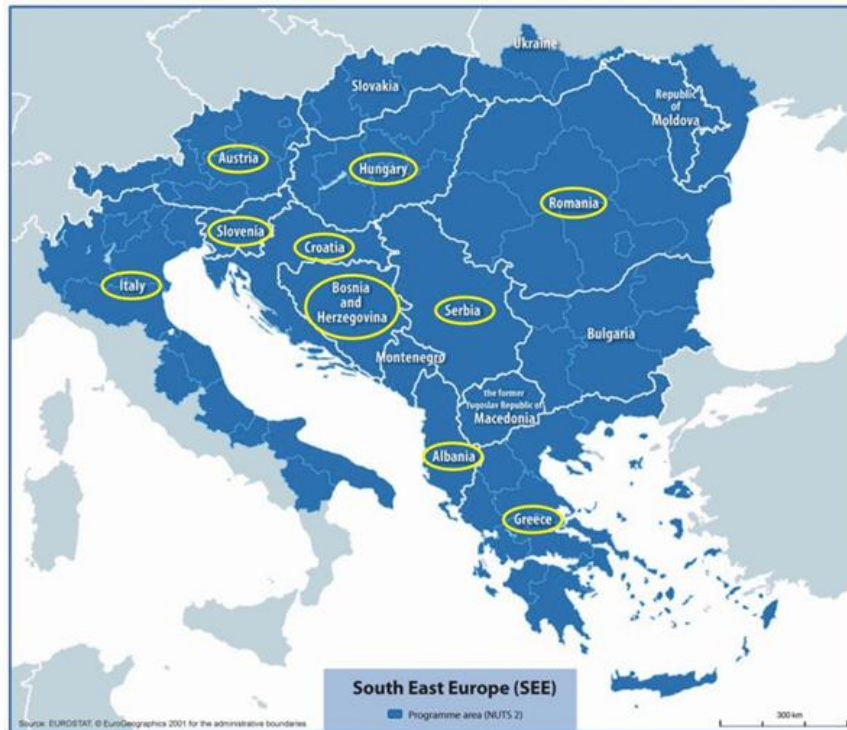 Ukraine
Slovakia
Republic
of
Moldova
Austria
Hungary
Romania
Slovenia
Croatia
Italy
Bosnia
and
Herzegovina
Serbia
Bulgaria
Montenegro
the former
Yugoslav Republic of
Macedonia
Albania
Greece
South East Europe (SEE)
Programme area (NUTS 2)
Source: EUROSTAT, © EuroGeographics 2001 for the administrative boundaries
300 km